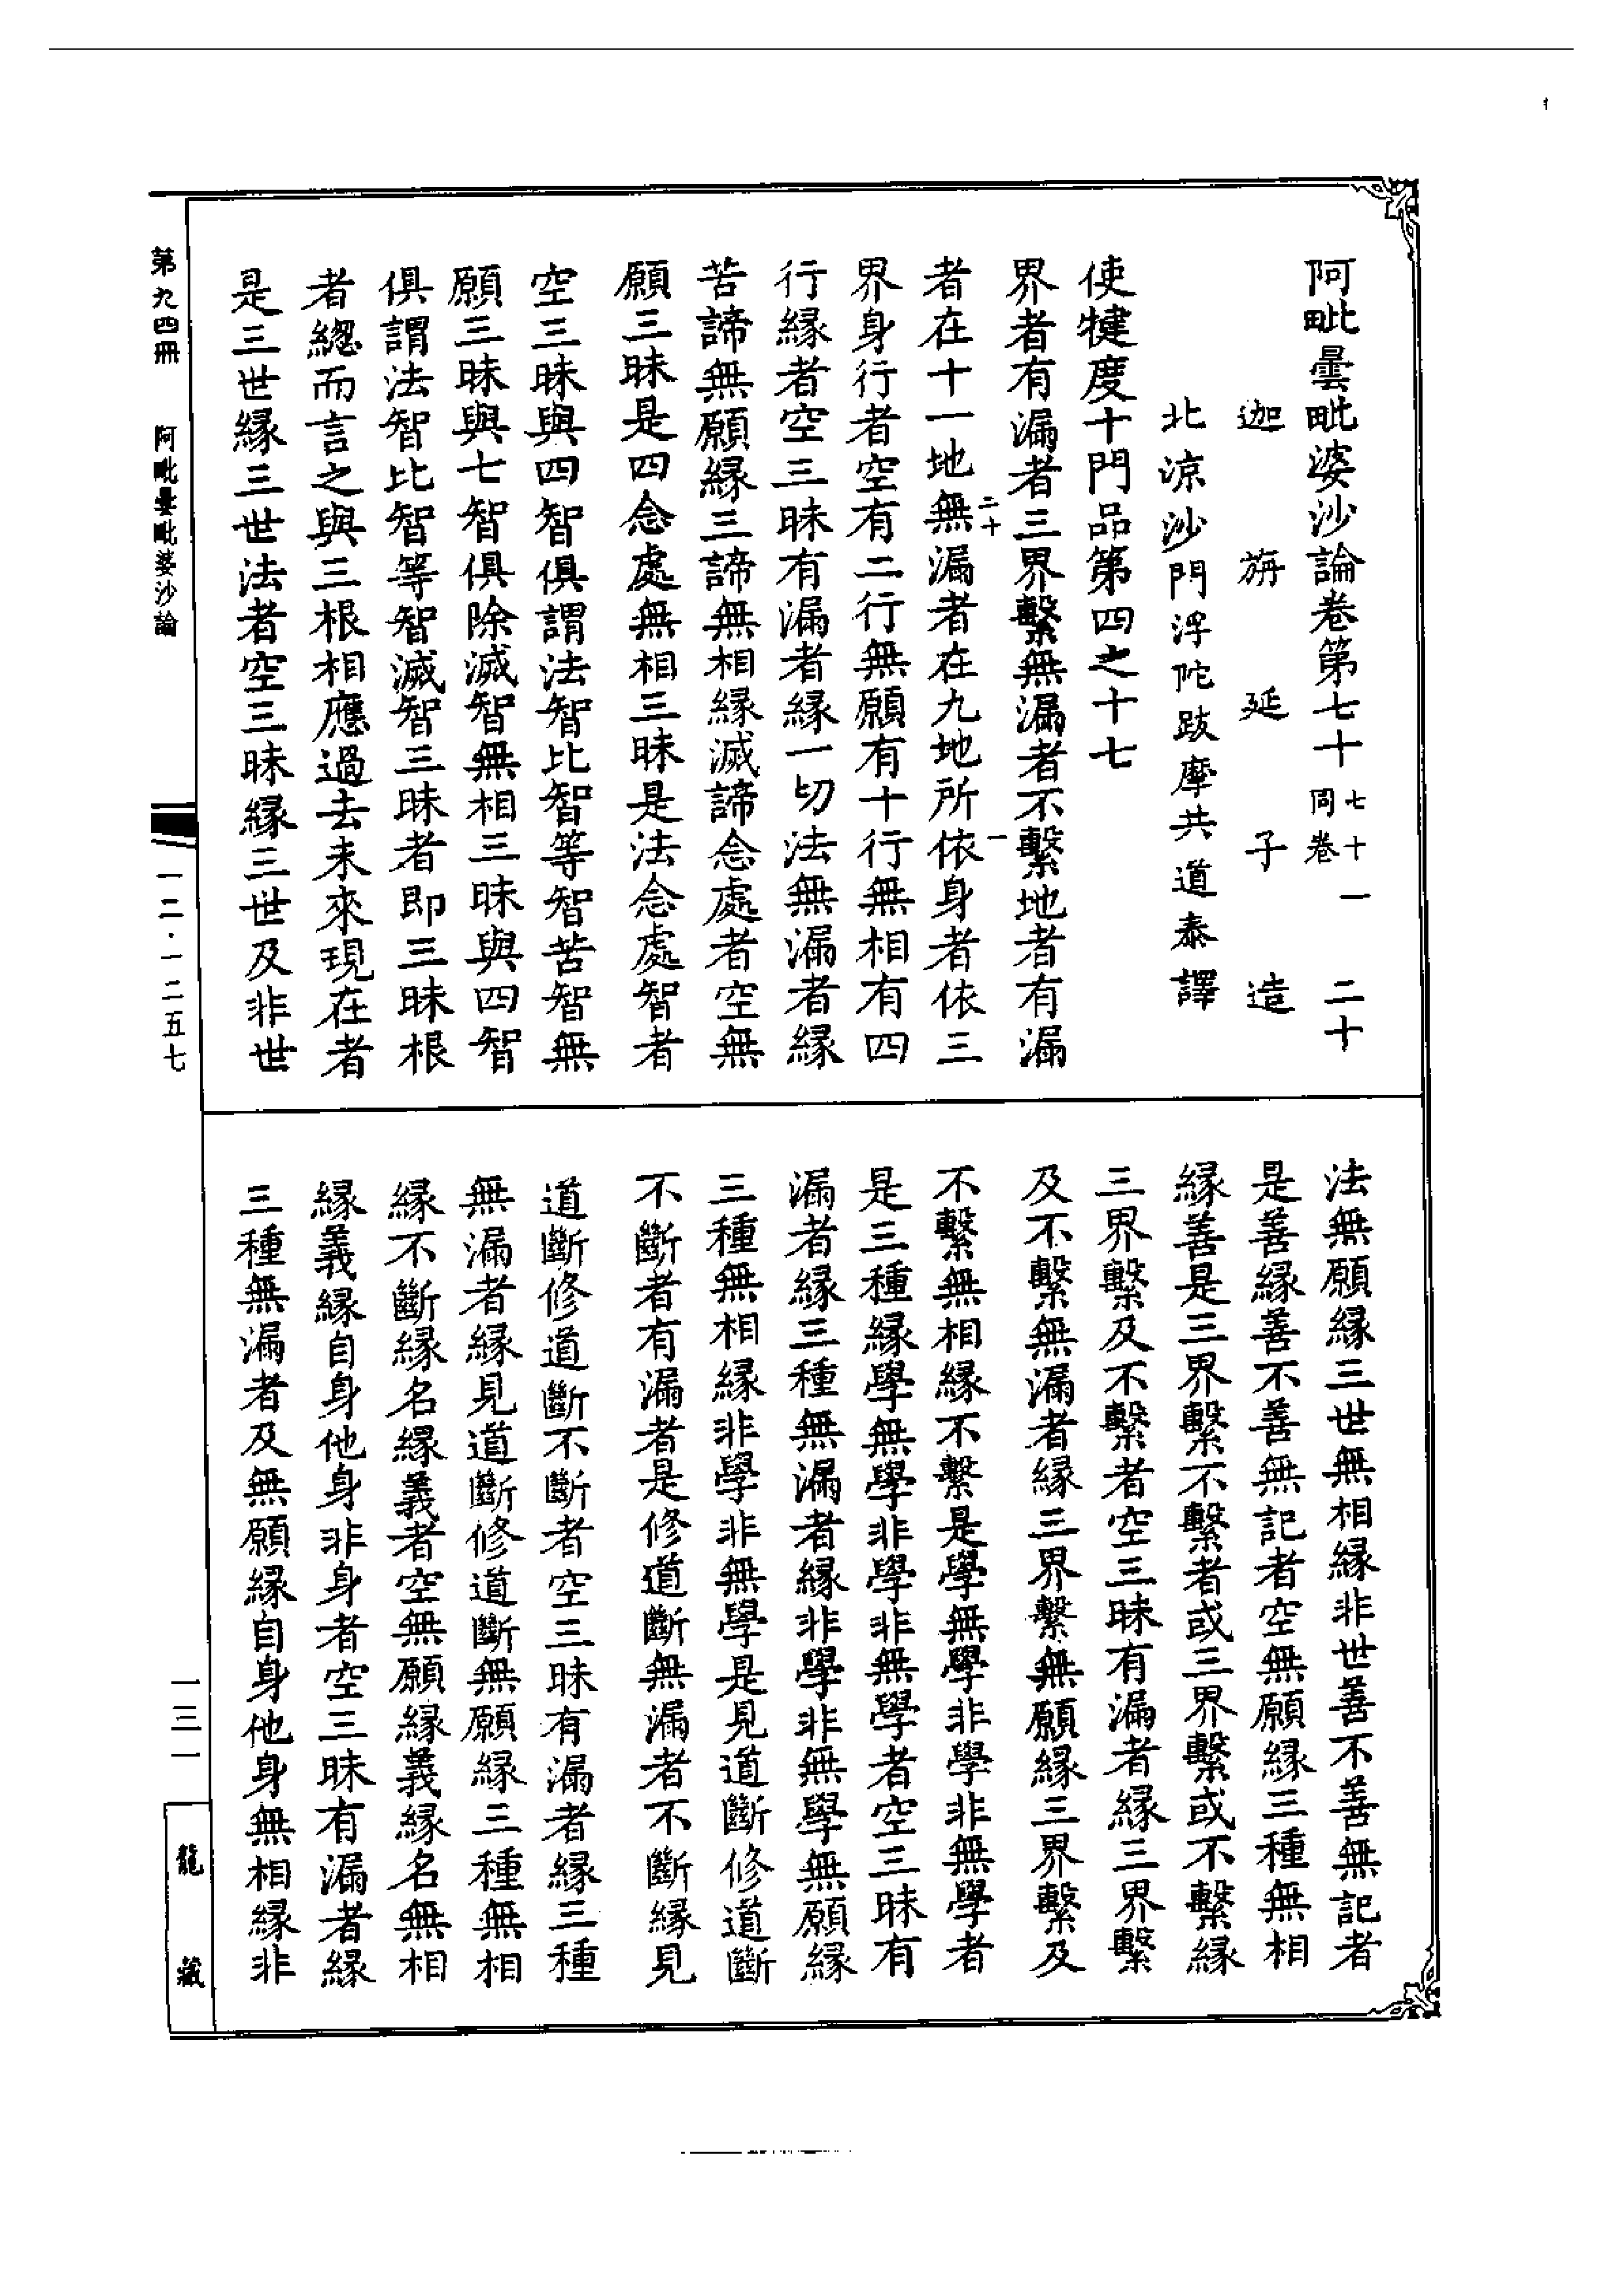 阿毗曇毗婆沙論卷第七十 七十一同卷 二十
迦旃延子造
北涼沙門浮陀跋摩共道泰譯
使犍度十門品第四之十七
界者有漏者三界繫無漏者不繫地者有漏
者在十一地無漏者在九地所依身者依三
二十
一
界身行者空有二行無願有十行無相有四
行緣者空三昧有漏者緣一切法無漏者緣
苦諦無願緣三諦無相緣滅諦念處者空無
願三昧是四念處無相三昧是法念處智者
空三昧與四智俱謂法智比智等智苦智無
願三昧與七智俱除滅智無相三昧與四智
俱謂法智比智等智滅智三昧者即三昧根
者總而言之與三根相應過去未來現在者
是三世緣三世法者空三昧緣三世及非世
法無願緣三世無相緣非世善不善無記者
是善緣善不善無記者空無願緣三種無相
緣善是三界繫不繫者或三界繫或不繫緣
三界繫及不繫者空三昧有漏者緣三界繫
及不繫無漏者緣三界繫無願緣三界繫及
不繫無相緣不繫是學無學非學非無學者
是三種緣學無學非學非無學者空三昧有
漏者緣三種無漏者緣非學非無學無願緣
三種無相緣非學非無學是見道斷修道斷
不斷者有漏者是修道斷無漏者不斷緣見
道斷修道斷不斷者空三昧有漏者緣三種
無漏者緣見道斷修道斷無願緣三種無相
緣不斷緣名緣義者空無願緣義緣名無相
緣義緣自身他身非身者空三昧有漏者緣
三種無漏者及無願緣自身他身無相緣非
第九四冊 阿毗曇毗婆沙論
一二·一二五七
一三一
龍藏